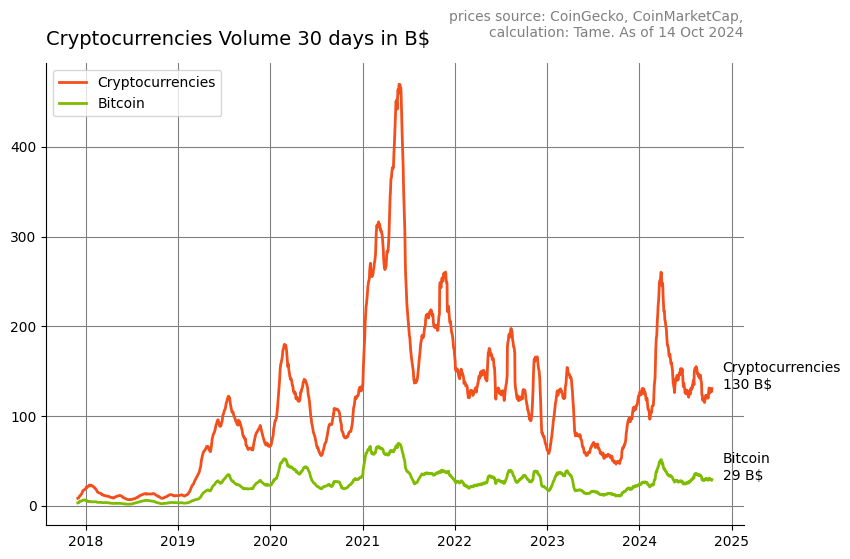 prices source: CoinGecko, CoinMarketCap,
calculation: Tame. As of 14 Oct 2024
Cryptocurrencies Volume 30 days in B$
Cryptocurrencies
Bitcoin
400
300
200
100
0
Cryptocurrencies
130 B$
Bitcoin
29 B$
2018
2019
2020
2021
2022
2023
2024
2025